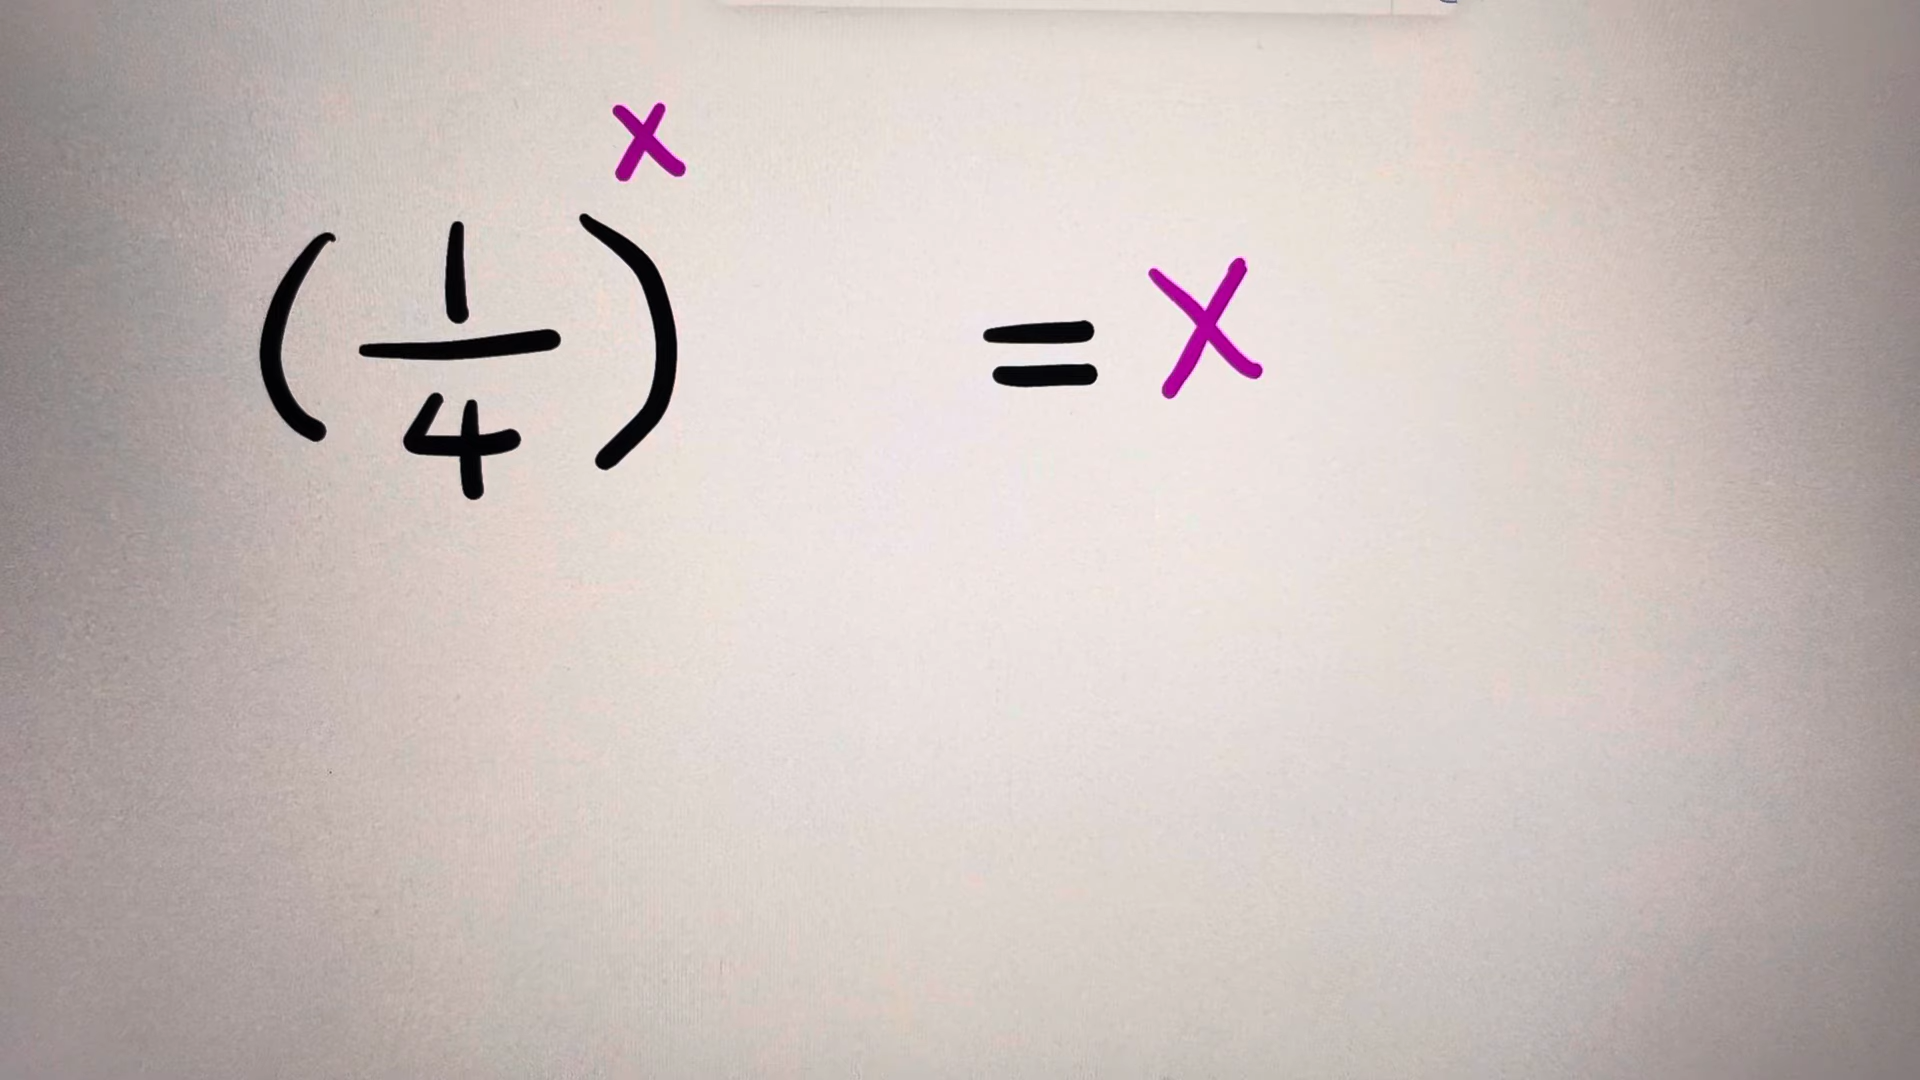 (1/4)^x = x